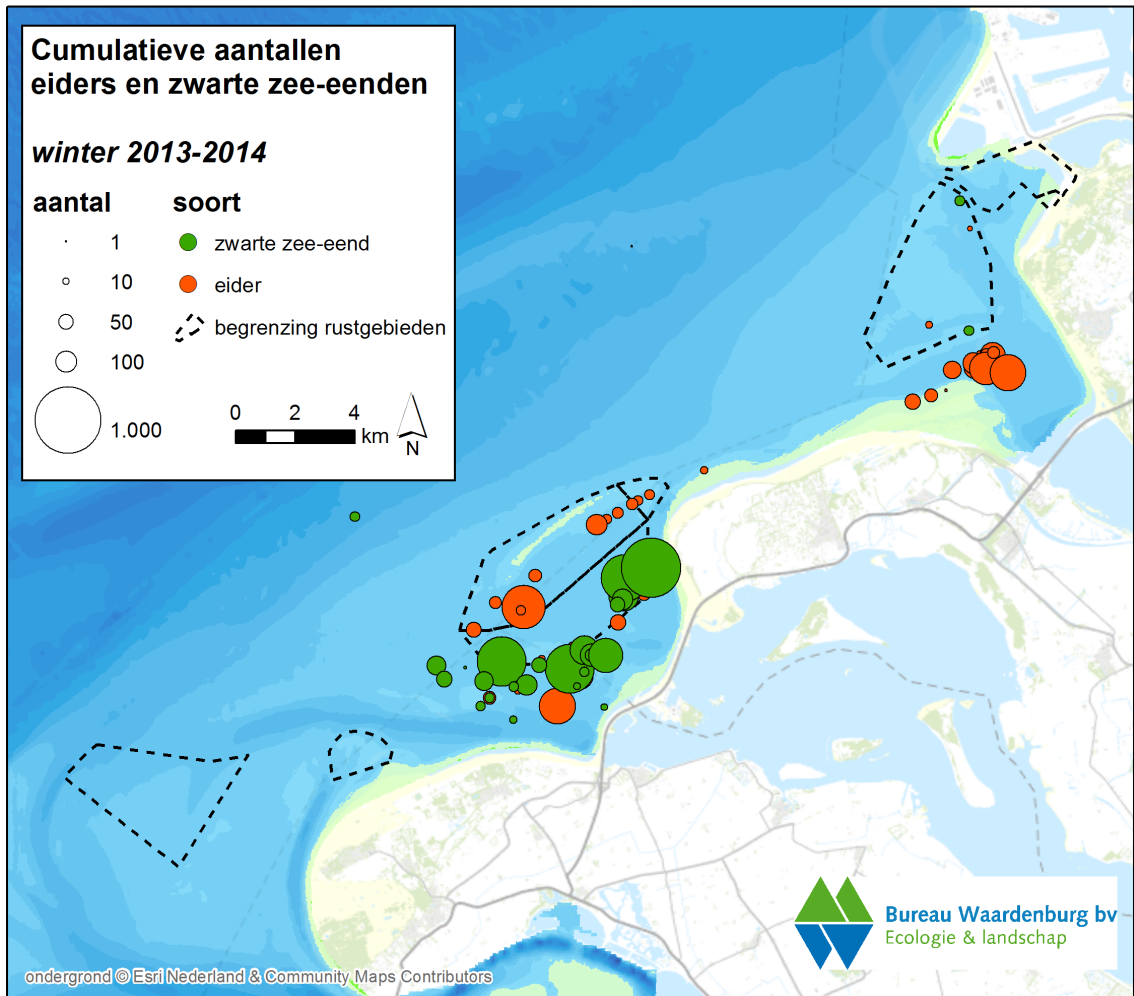 Cumulatieve aantallen
eiders en zwarte zee-eenden
winter 2013-2014
aantal soort
1 zwarte zee-eend
10 eider
50 begrenzing rustgebieden
100
1.000
0 2 4
km
N
Bureau Waardenburg bv
Ecologie & landschap
ondergrond © Esri Nederland & Community Maps Contributors